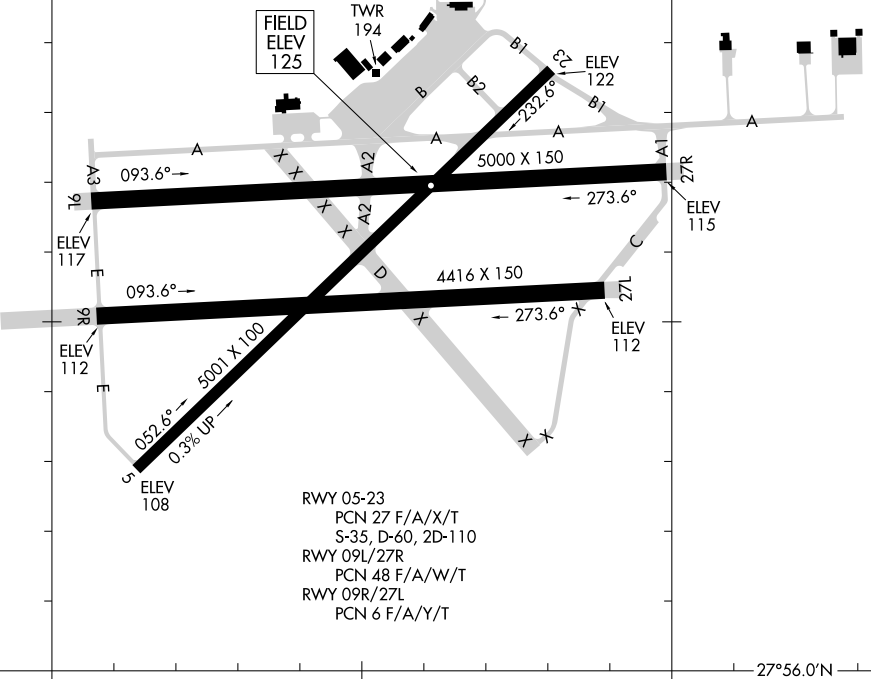 TWR
194
FIELD
ELEV
125
B1
23
ELEV
122
B
B2
232.6°
B1
A
A
A
A
A1
A2
X
X
5000 X 150
093.6°
A3
27R
9L
273.6°
X
A2
ELEV
115
X
ELEV
117
C
E
D
4416 X 150
093.6°
27L
9R
X
273.6°
X
ELEV
112
ELEV
112
5001 X 100
E
052.6°
0.3% UP
X
X
5
ELEV
108
RWY 05-23
PCN 27 F/A/X/T
S-35, D-60, 2D-110
RWY 09L/27R
PCN 48 F/A/W/T
RWY 09R/27L
PCN 6 F/A/Y/T
27°56.0'N